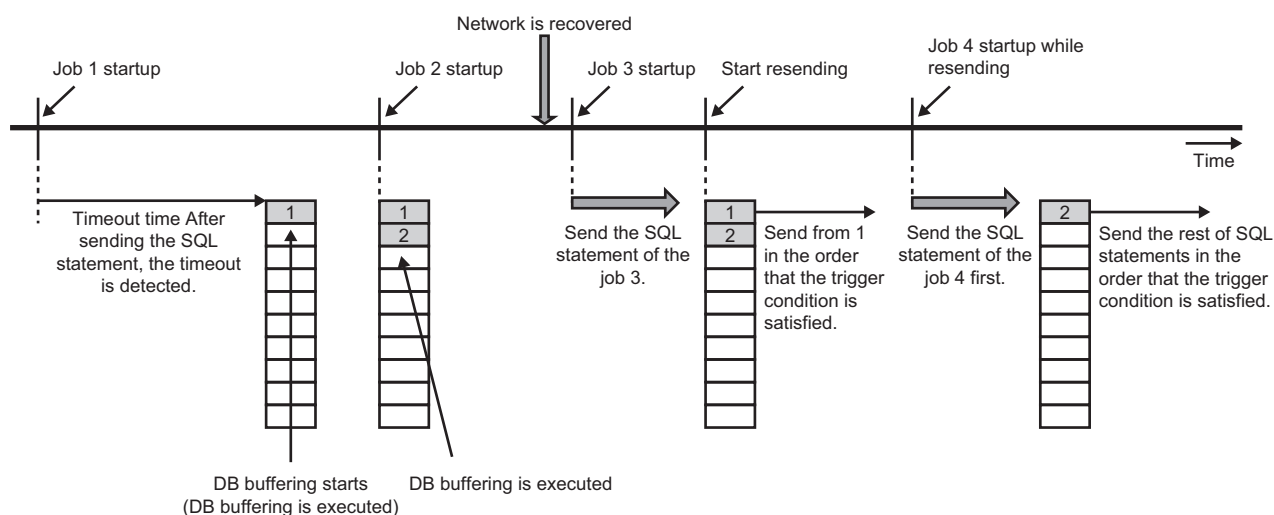 Network is recovered
Job 1 startup
Job 2 startup
Job 3 startup
Start resending
Job 4 startup while
resending
Time
Timeout time After
sending the SQL
statement, the timeout
is detected.
1
1
2
Send the SQL
statement of the
job 3.
1
2
Send from 1
in the order
that the trigger
condition is
satisfied.
Send the SQL
statement of the
job 4 first.
2
Send the rest of SQL
statements in the
order that the trigger
condition is satisfied.
DB buffering starts
(DB buffering is executed)
DB buffering is executed